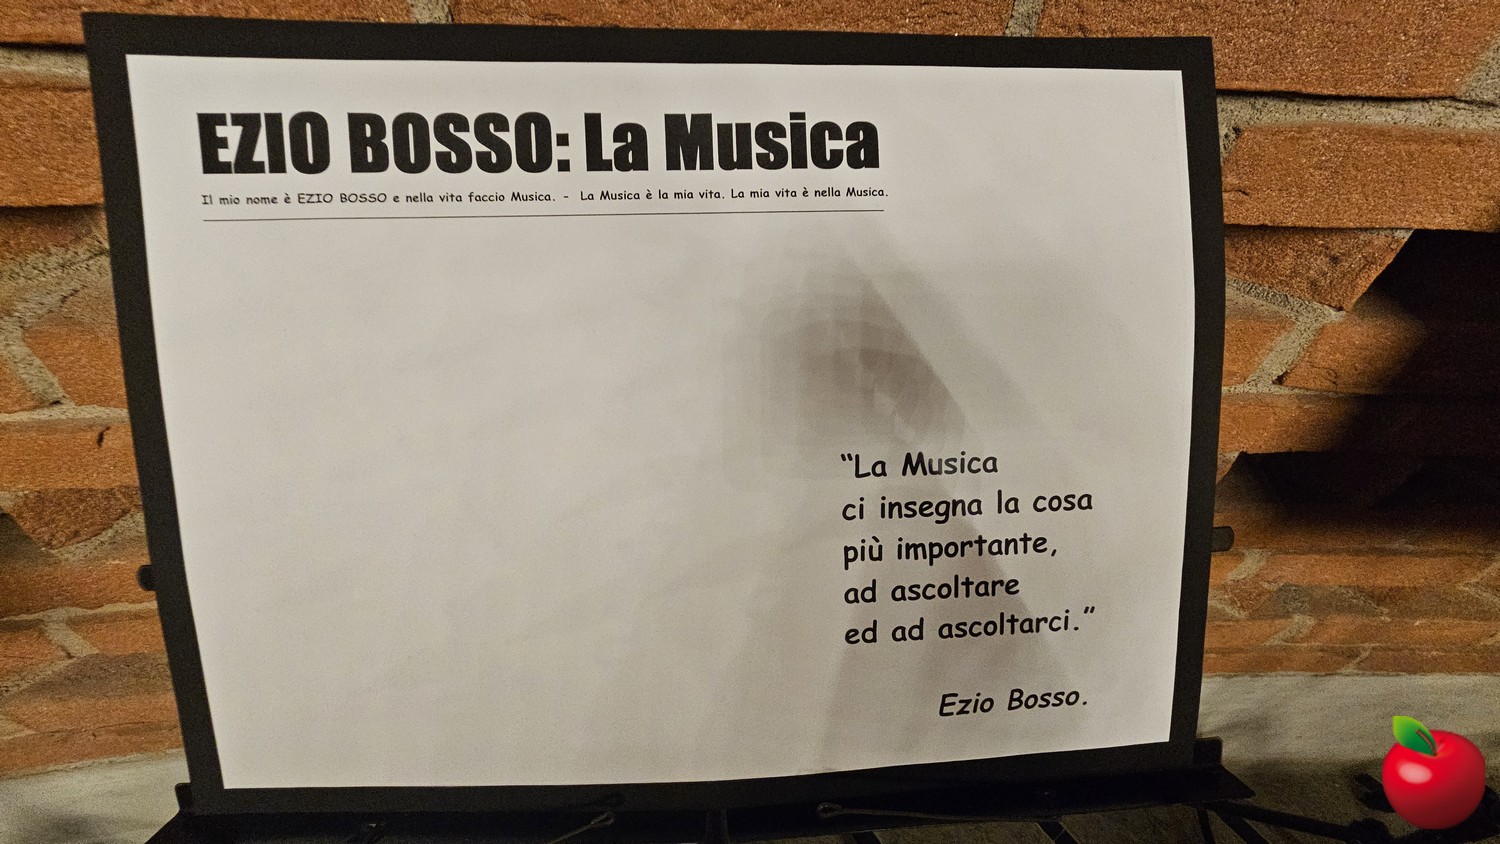 EZIO BOSSO: La Musica
Il mio nome è EZIO BOSSO e nella vita faccio Musica. - La Musica è la mia vita. La mia vita è nella Musica.
“La Musica
ci insegna la cosa
più importante,
ad ascoltare
ed ad ascoltarci.”
Ezio Bosso.